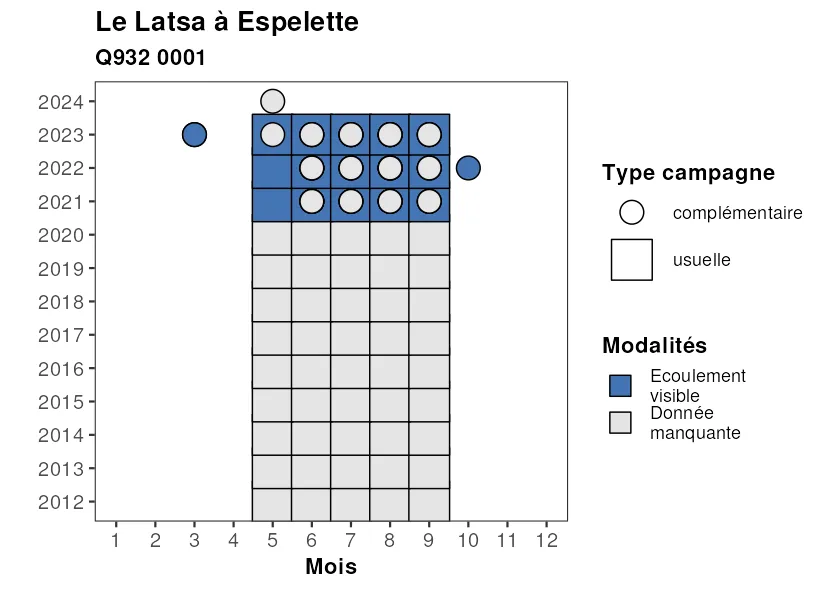 Le Latsa à Espelette
Q932 0001
2024
2023
2022
2021
2020
2019
2018
2017
2016
2015
2014
2013
2012
1 2 3 4 5 6 7 8 9 10 11 12
Mois
Type campagne
complémentaire
usuelle
Modalités
Ecoulement
visible
Donnée
manquante